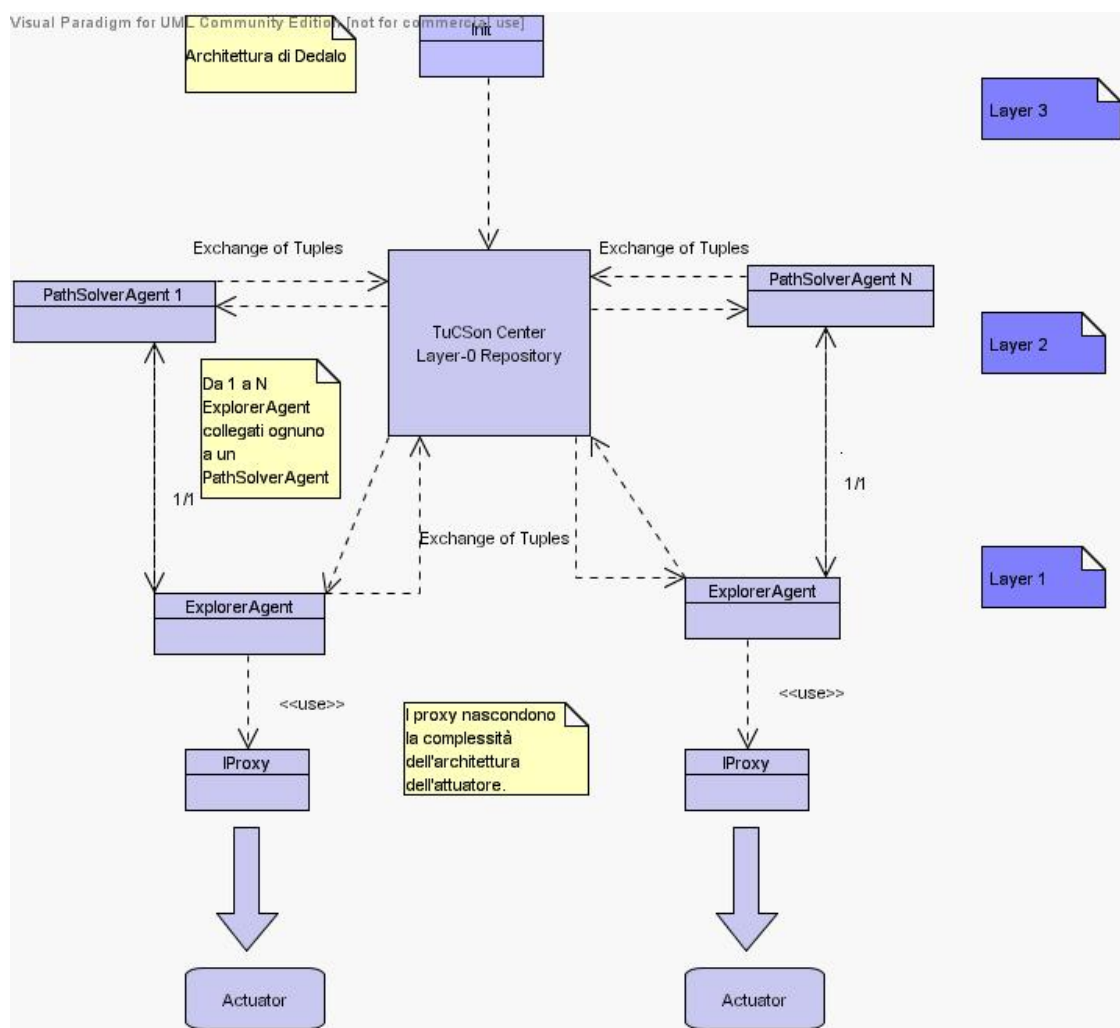 Visual Paradigm for UML Community Edition [not for commercial use]
Init
Architettura di Dedalo
Layer 3
Exchange of Tuples
Exchange of Tuples
PathSolverAgent 1
PathSolverAgent N
TuCSon Center
Layer-0 Repository
Layer 2
Da 1 a N
ExplorerAgent
collegati ognuno
a un
PathSolverAgent
1/1
1/1
Exchange of Tuples
Layer 1
ExplorerAgent
ExplorerAgent
<<use>>
<<use>>
I proxy nascondono
la complessità
dell'architettura
dell'attuatore.
IProxy
IProxy
Actuator
Actuator